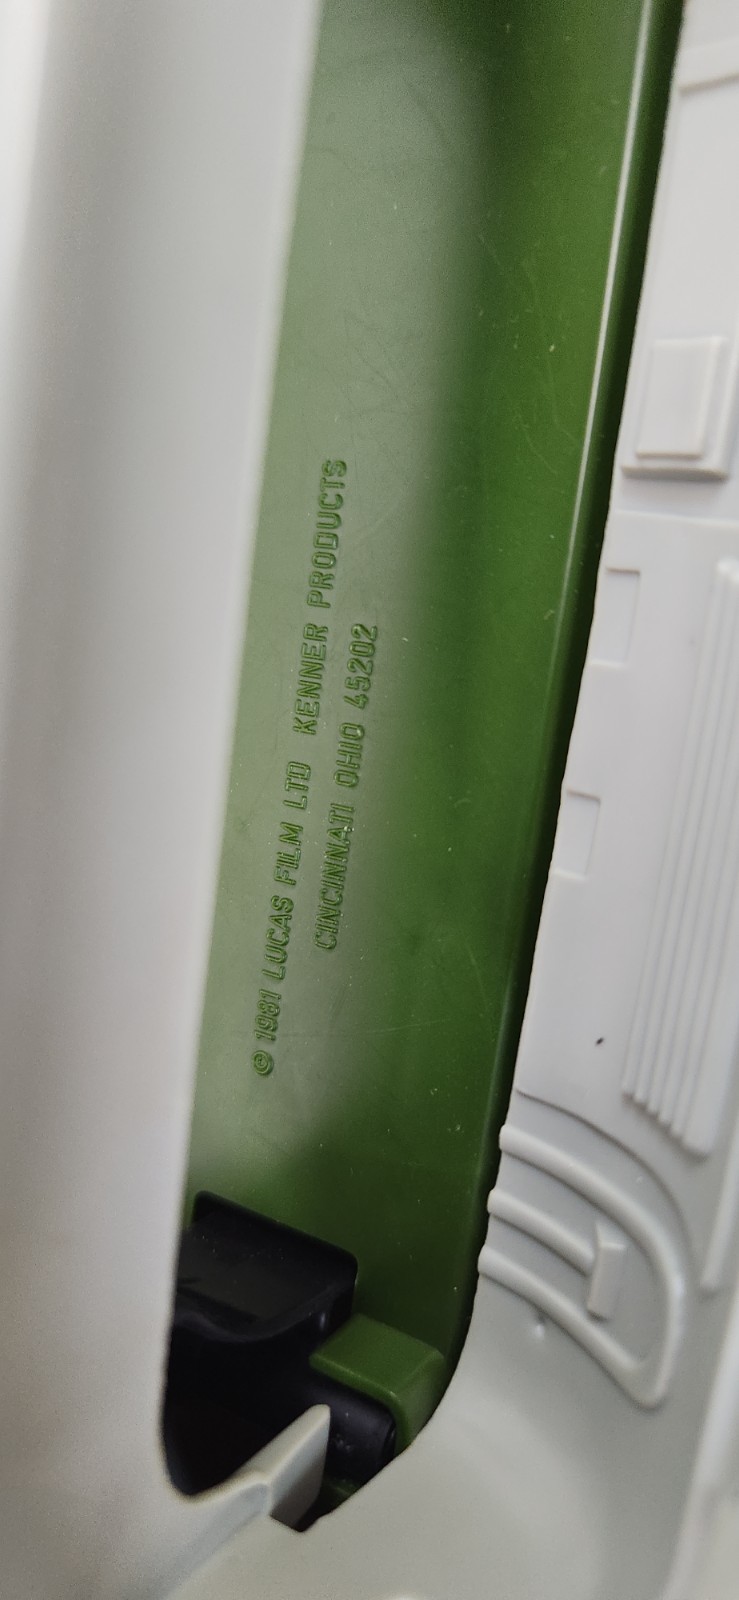 © 1981 LUCAS FILM LTD KENNER PRODUCTS
CINCINNATI OHIO 45202